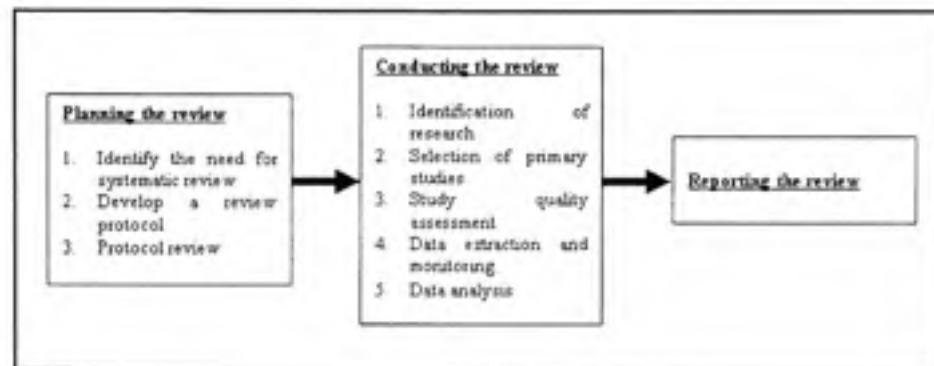 Planning the review
1. Identify the need for
systematic review
2. Develop a review
protocol
3. Protocol review
Conducting the review
1. Identification of
research
2. Selection of primary
studies
3. Study quality
assessment
4. Data extraction and
monitoring
5. Data analysis
Reporting the review